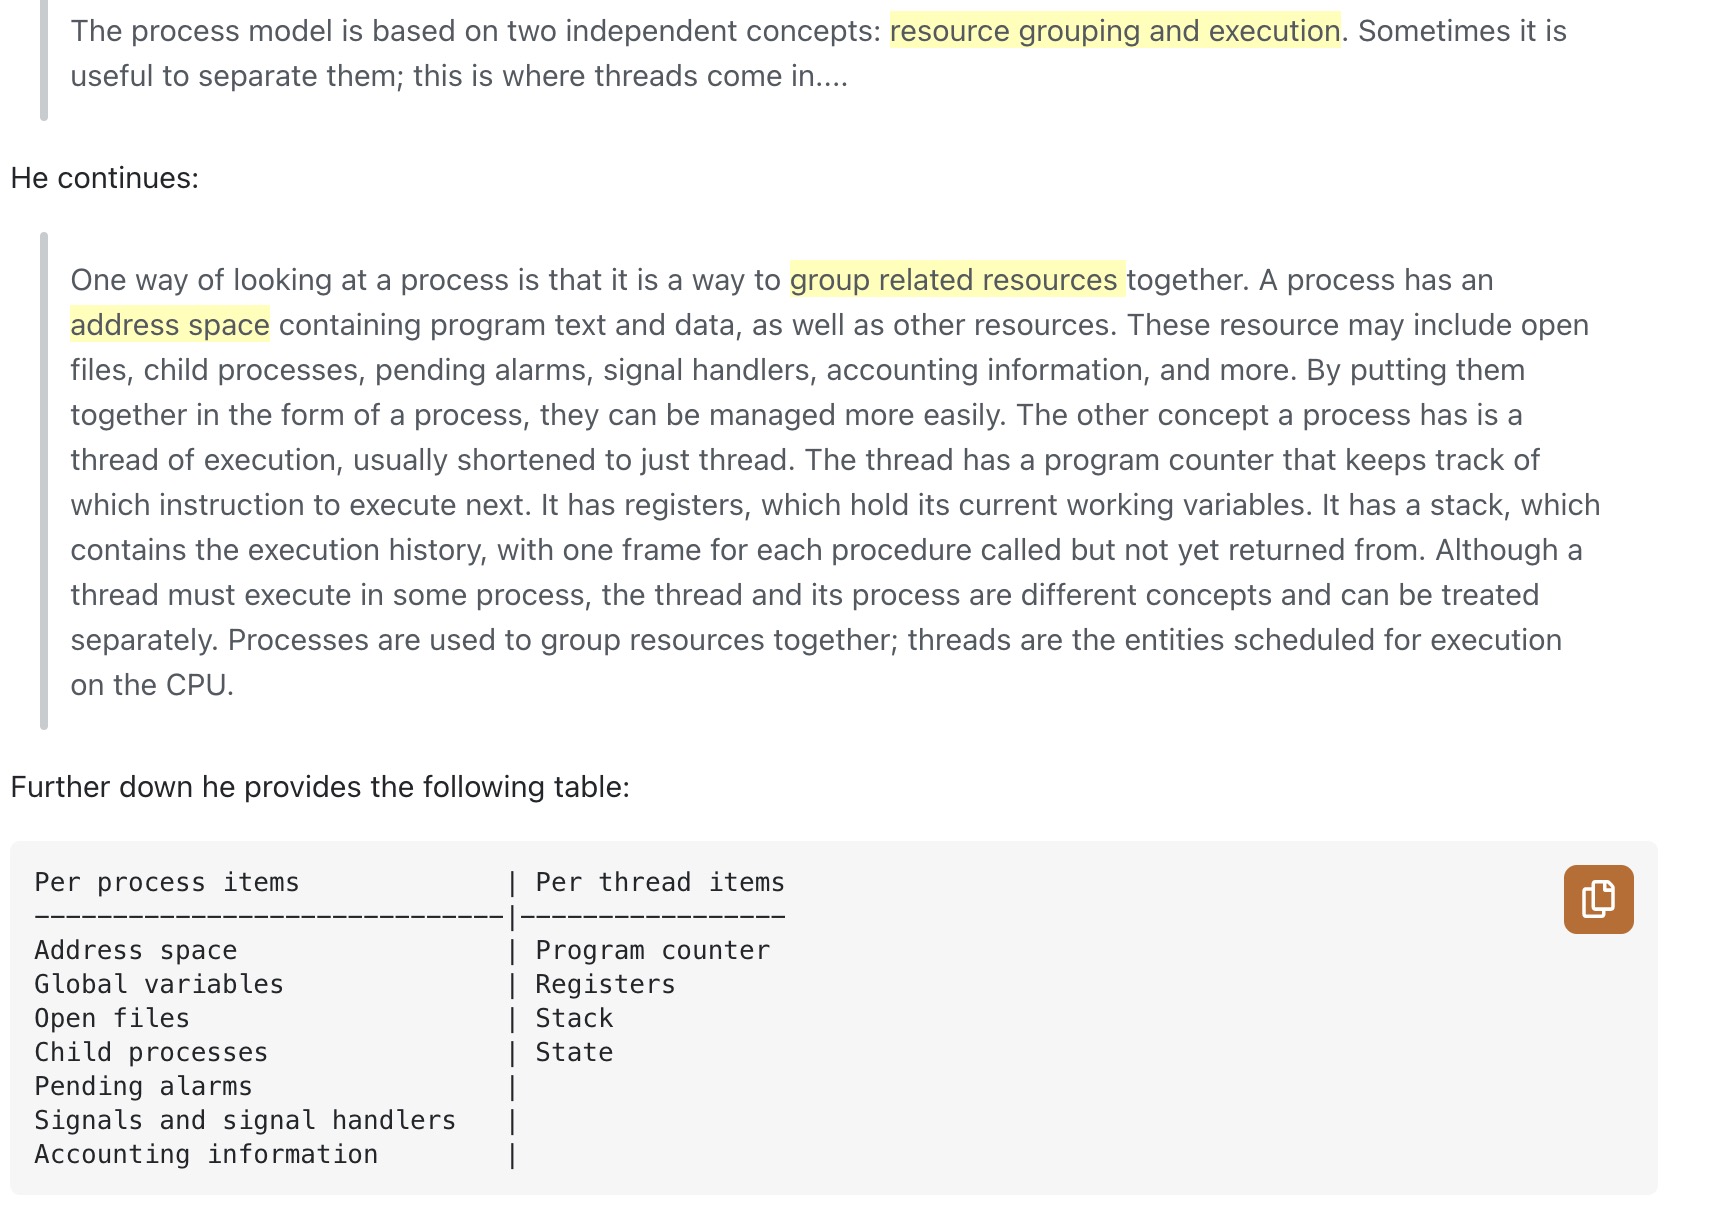 The process model is based on two independent concepts: resource grouping and execution. Sometimes it is
useful to separate them; this is where threads come in....
He continues:
One way of looking at a process is that it is a way to group related resources together. A process has an
address space containing program text and data, as well as other resources. These resource may include open
files, child processes, pending alarms, signal handlers, accounting information, and more. By putting them
together in the form of a process, they can be managed more easily. The other concept a process has is a
thread of execution, usually shortened to just thread. The thread has a program counter that keeps track of
which instruction to execute next. It has registers, which hold its current working variables. It has a stack, which
contains the execution history, with one frame for each procedure called but not yet returned from. Although a
thread must execute in some process, the thread and its process are different concepts and can be treated
separately. Processes are used to group resources together; threads are the entities scheduled for execution
on the CPU.
Further down he provides the following table:
Per process items             | Per thread items
------------------------------|-----------------
Address space                 | Program counter
Global variables              | Registers
Open files                    | Stack
Child processes               | State
Pending alarms                |
Signals and signal handlers   |
Accounting information        |